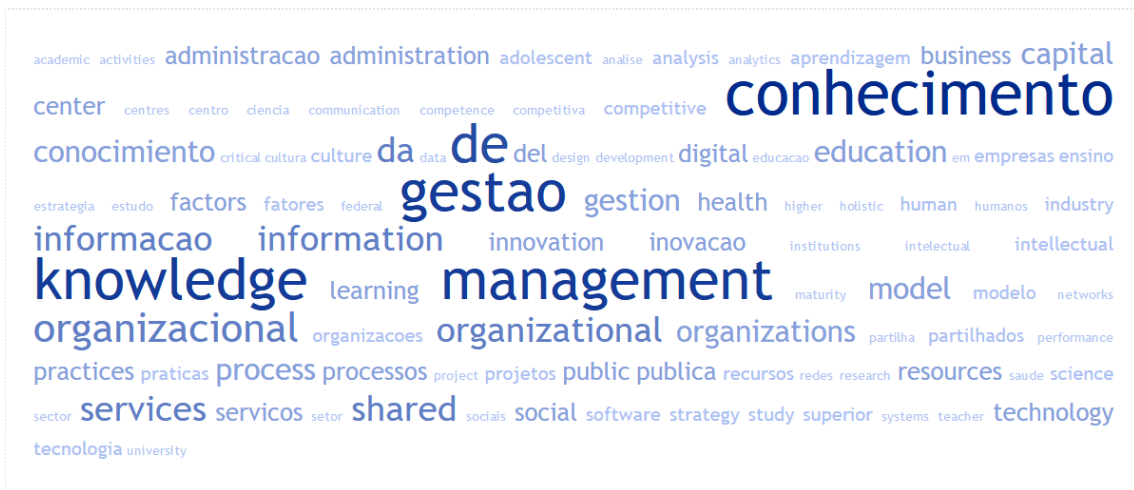 academic activities administracao administration adolescent analise analysis analytics aprendizagem business capital
center centres centro ciencia communication competence competitiva competitive conhecimento
conocimiento critical cultura culture da data de del design development digital educacao education em empresas ensino
estrategia estudo factors fatores federal gestao gestion health higher holistic human humanos industry
informacao information innovation inovacao institutions intelectual intellectual
knowledge learning management maturity model modelo networks
organizacional organizacoes organizational organizations partilha partilhados performance
practices praticas process processos project projetos public publica recursos redes research resources saude science
sector services servicos setor shared sociais social software strategy study superior systems teacher technology
tecnologia university